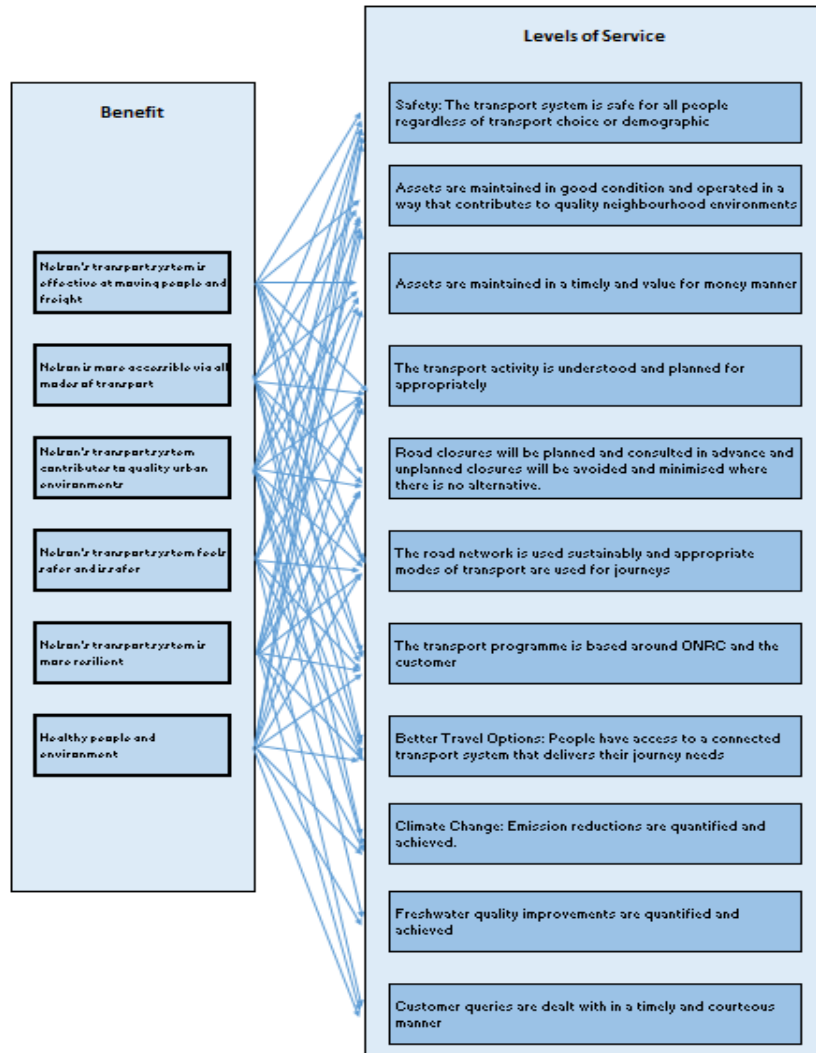 Levels of Service
Benefit
Safety: The transport system is safe for all people
regardless of transport choice or demographic
Assets are maintained in good condition and operated in a
way that contributes to quality neighbourhood environments
Nelson's transport system is
effective at moving people and
freight
Assets are maintained in a timely and value for money manner
Nelson is more accessible via all
modes of transport
The transport activity is understood and planned for
appropriately
Nelson's transport system
contributes to quality urban
environments
Road closures will be planned and consulted in advance and
unplanned closures will be avoided and minimised where
there is no alternative.
Nelson's transport system feels
safer and is safer
The road network is used sustainably and appropriate
modes of transport are used for journeys
Nelson's transport system is
more resilient
The transport programme is based around ONRC and the
customer
Healthy people and
environment
Better Travel Options: People have access to a connected
transport system that delivers their journey needs
Climate Change: Emission reductions are quantified and
achieved.
Freshwater quality improvements are quantified and
achieved
Customer queries are dealt with in a timely and courteous
manner